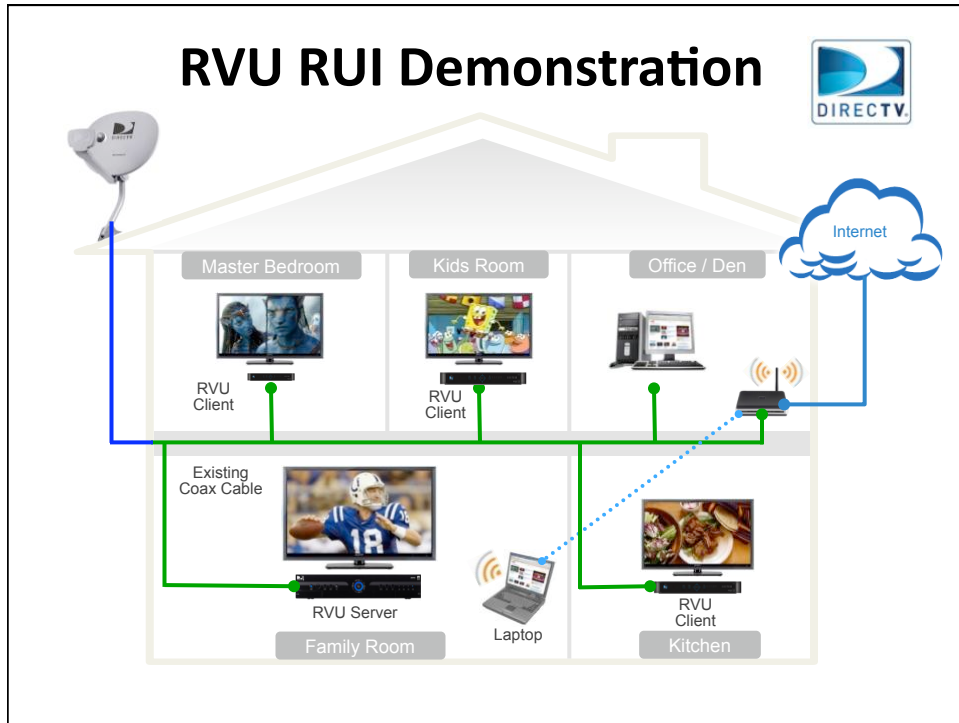 RVU RUI Demonstration
DIRECTV.
DIRECTV
Internet
Master Bedroom
Kids Room
Office / Den
RVU
Client
RVU
Client
Existing
Coax Cable
18
RVU Server
Laptop
RVU
Client
Family Room
Kitchen